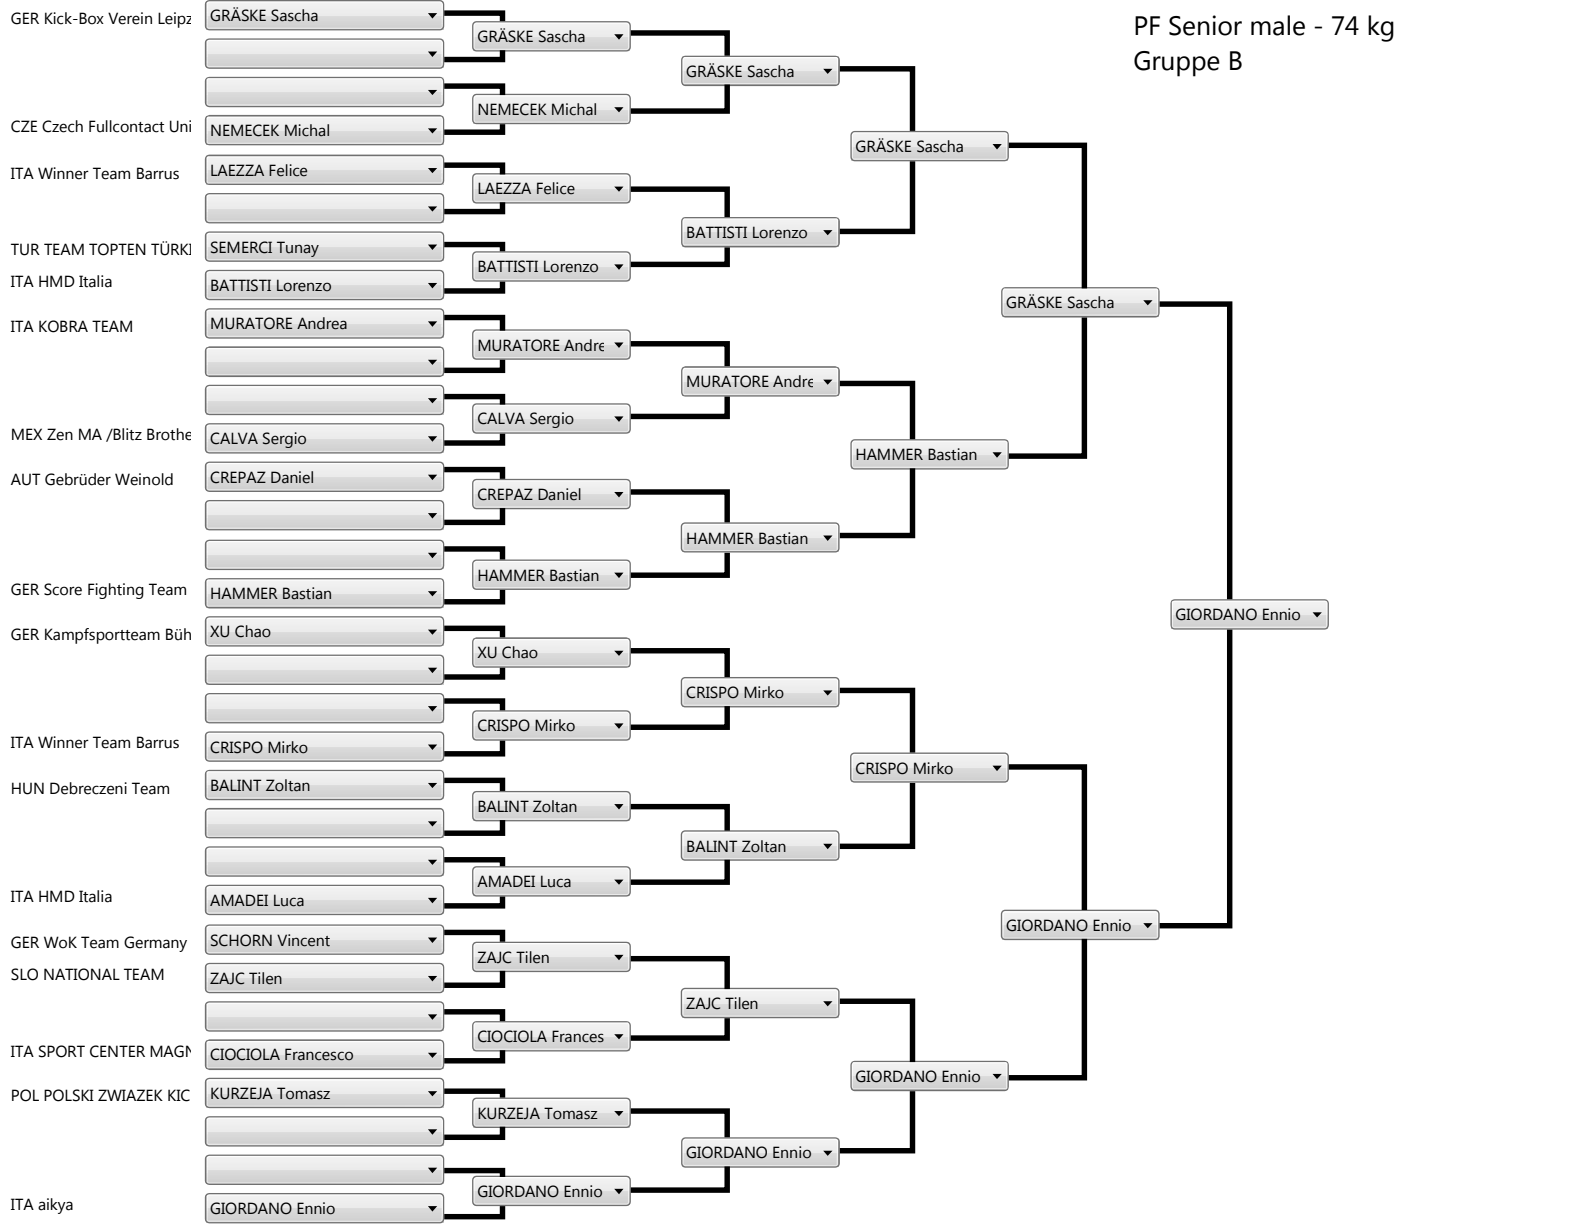 PF Senior male - 74 kg
Gruppe B
GER Kick-Box Verein Leipz
GRÄSKE Sascha
GRÄSKE Sascha
GRÄSKE Sascha
NEMECEK Michal
CZE Czech Fullcontact Uni
NEMECEK Michal
GRÄSKE Sascha
ITA Winner Team Barrus
LAEZZA Felice
LAEZZA Felice
BATTISTI Lorenzo
TUR TEAM TOPTEN TÜRKI
SEMERCI Tunay
BATTISTI Lorenzo
ITA HMD Italia
BATTISTI Lorenzo
GRÄSKE Sascha
ITA KOBRA TEAM
MURATORE Andrea
MURATORE Andre
MURATORE Andre
CALVA Sergio
MEX Zen MA /Blitz Brothe
CALVA Sergio
HAMMER Bastian
AUT Gebrüder Weinold
CREPAZ Daniel
CREPAZ Daniel
HAMMER Bastian
HAMMER Bastian
GER Score Fighting Team
HAMMER Bastian
GIORDANO Ennio
GER Kampfsportteam Büh
XU Chao
XU Chao
CRISPO Mirko
CRISPO Mirko
ITA Winner Team Barrus
CRISPO Mirko
CRISPO Mirko
HUN Debreczeni Team
BALINT Zoltan
BALINT Zoltan
BALINT Zoltan
AMADEI Luca
ITA HMD Italia
AMADEI Luca
GIORDANO Ennio
GER WoK Team Germany
SCHORN Vincent
ZAJC Tilen
SLO NATIONAL TEAM
ZAJC Tilen
ZAJC Tilen
CIOCIOLA Frances
ITA SPORT CENTER MAGN
CIOCIOLA Francesco
GIORDANO Ennio
POL POLSKI ZWIAZEK KIC
KURZEJA Tomasz
KURZEJA Tomasz
GIORDANO Ennio
GIORDANO Ennio
ITA aikya
GIORDANO Ennio